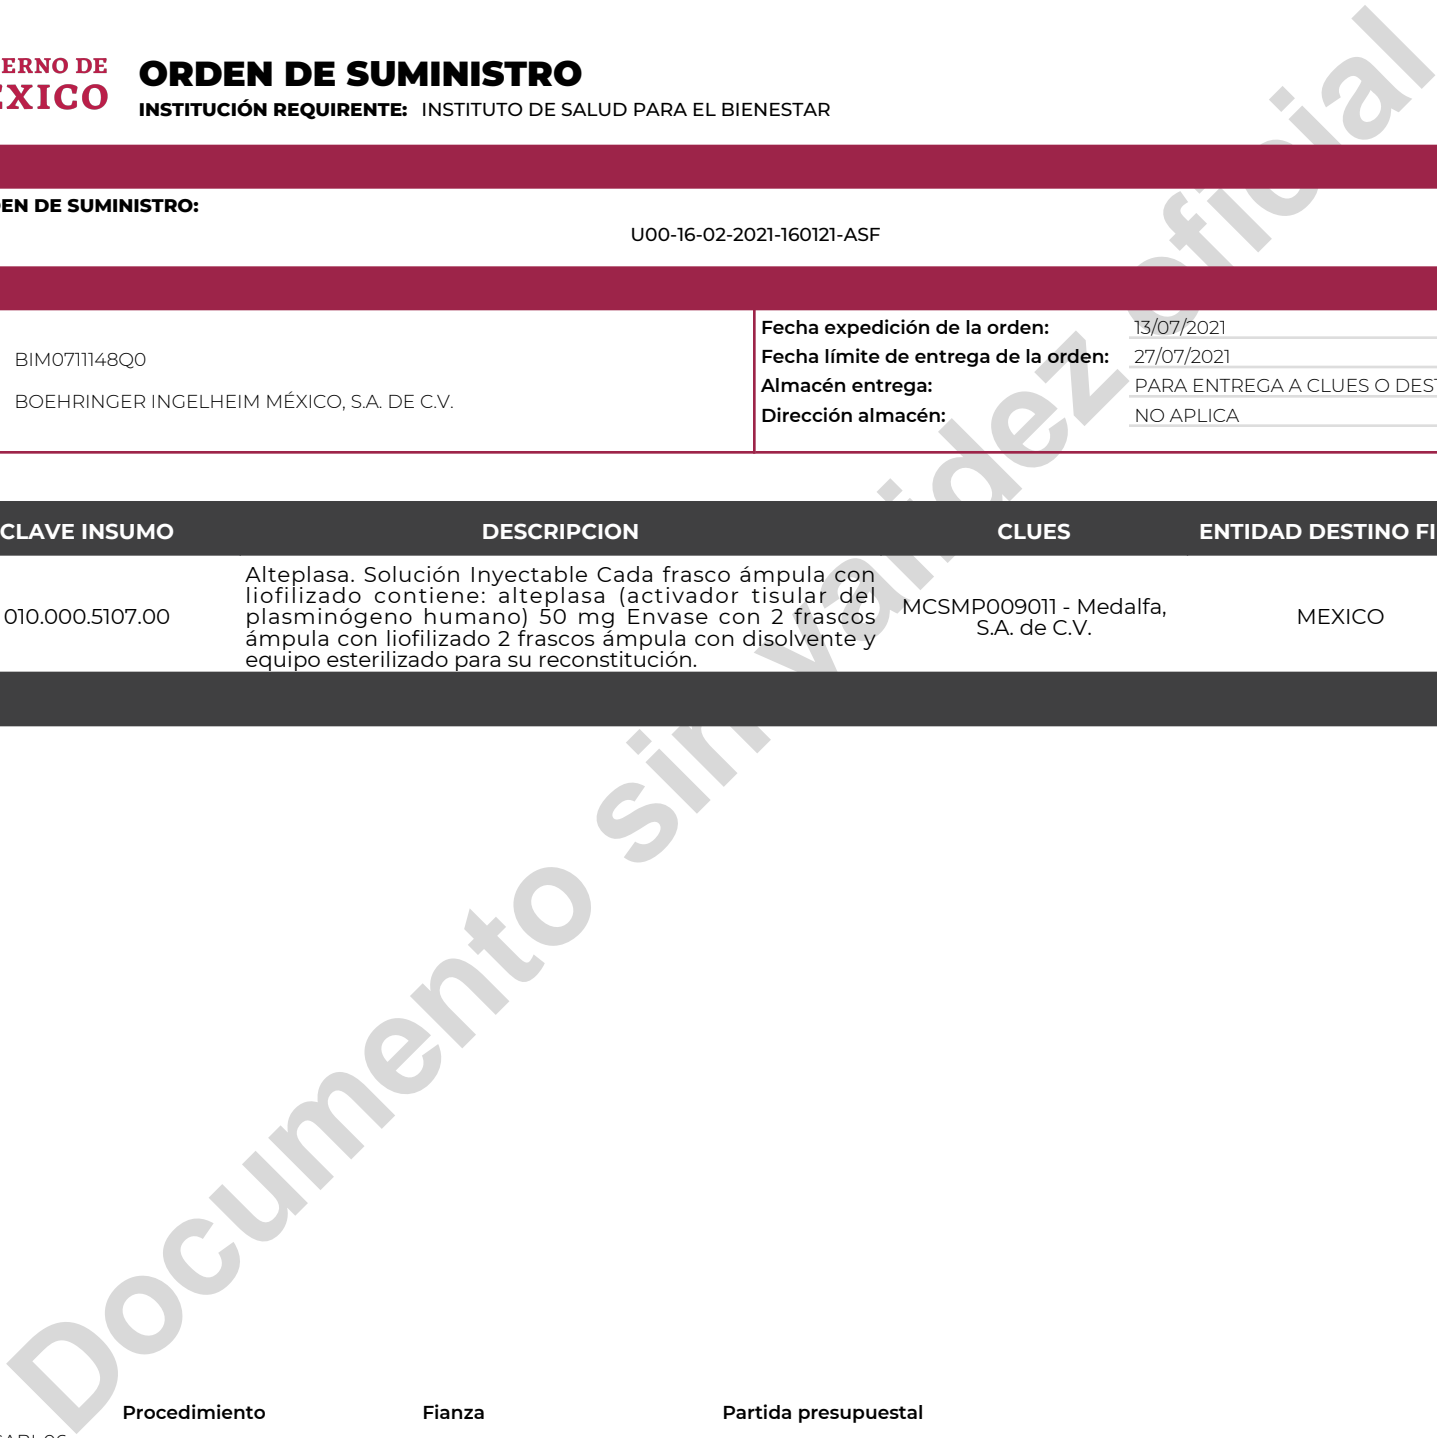 ERNO DE
EXICO
ORDEN DE SUMINISTRO
INSTITUCIÓN REQUIRENTE: INSTITUTO DE SALUD PARA EL BIENESTAR
EN DE SUMINISTRO:
U00-16-02-2021-160121-ASF
BIM0711148Q0
BOEHRINGER INGELHEIM MÉXICO, S.A. DE C.V.
Fecha expedición de la orden: 13/07/2021
Fecha límite de entrega de la orden: 27/07/2021
Almacén entrega: PARA ENTREGA A CLUES O DEST
Dirección almacén: NO APLICA
CLAVE INSUMO DESCRIPCION CLUES ENTIDAD DESTINO FI
010.000.5107.00
Alteplasa. Solución Inyectable Cada frasco ámpula con
liofilizado contiene: alteplasa (activador tisular del
plasminógeno humano) 50 mg Envase con 2 frascos
ámpula con liofilizado 2 frascos ámpula con disolvente y
equipo esterilizado para su reconstitución.
MCSMP009011 - Medalfa,
S.A. de C.V.
MEXICO
Documento sin validez oficial
Procedimiento Fianza Partida presupuestal